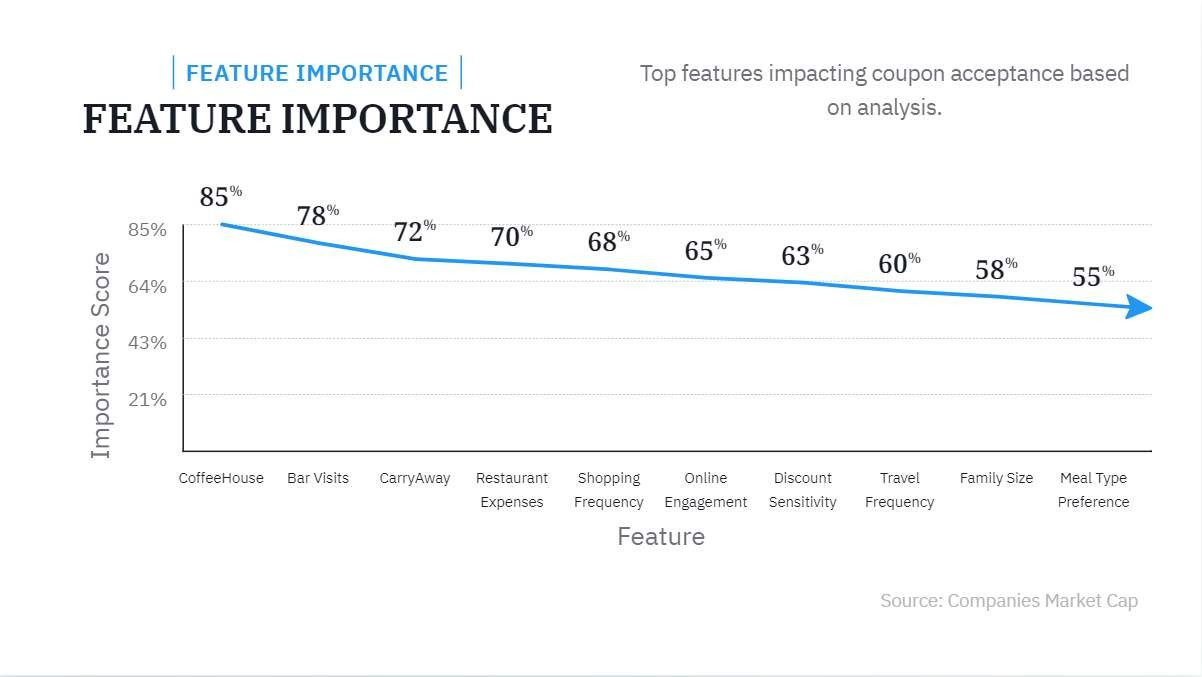 FEATURE IMPORTANCE
FEATURE IMPORTANCE
Top features impacting coupon acceptance based
on analysis.
85%
78%
72%
70%
68%
65%
63%
60%
58%
55%
85%
64%
43%
21%
Importance Score
CoffeeHouse
Bar Visits
CarryAway
Restaurant
Expenses
Shopping
Frequency
Online
Engagement
Discount
Sensitivity
Travel
Frequency
Family Size
Meal Type
Preference
Feature
Source: Companies Market Cap